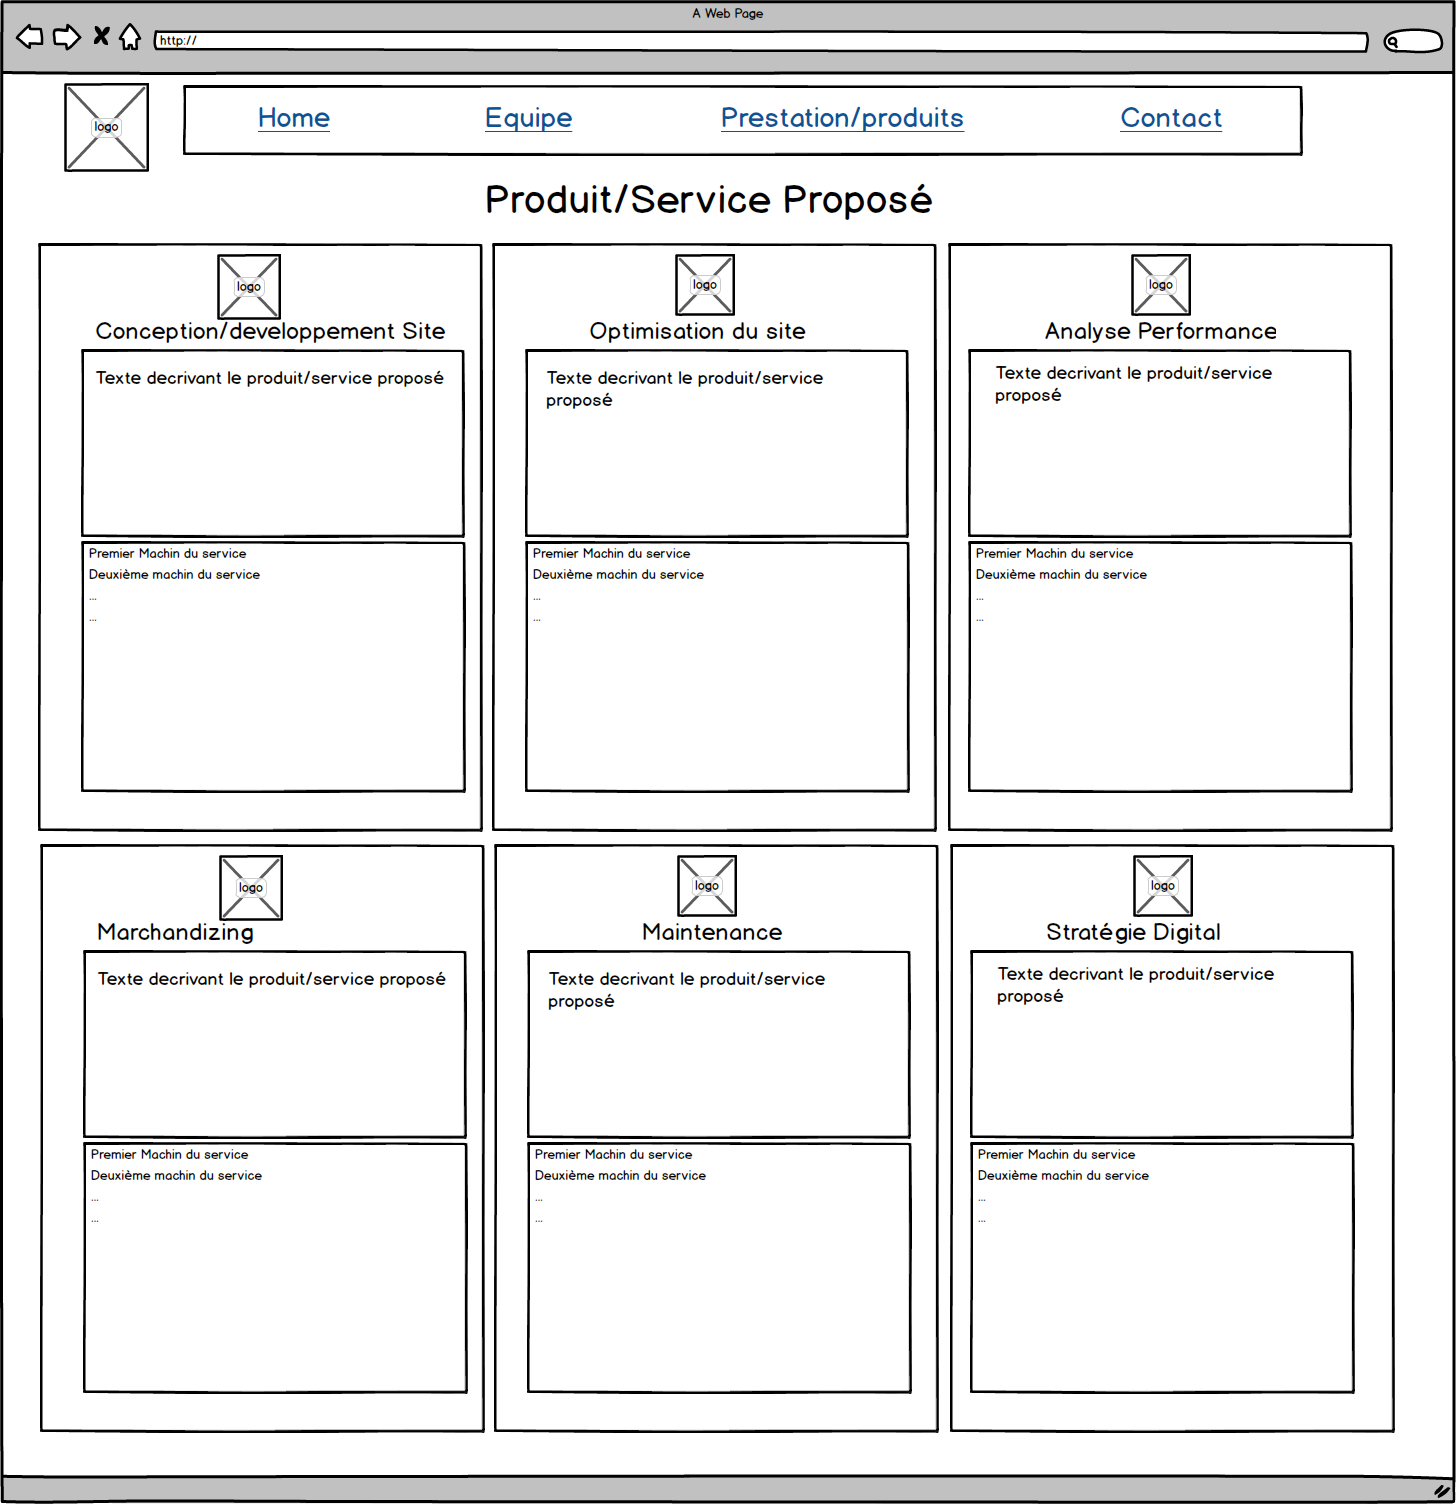 A Web Page
http://
logo
Home Equipe Prestation/produits Contact
Produit/Service Proposé
logo
Conception/developpement Site
Texte decrivant le produit/service proposé
Premier Machin du service
Deuxième machin du service
...
...
logo
Optimisation du site
Texte decrivant le produit/service
proposé
Premier Machin du service
Deuxième machin du service
...
...
logo
Analyse Performance
Texte decrivant le produit/service
proposé
Premier Machin du service
Deuxième machin du service
...
...
logo
Marchandizing
Texte decrivant le produit/service proposé
Premier Machin du service
Deuxième machin du service
...
...
logo
Maintenance
Texte decrivant le produit/service
proposé
Premier Machin du service
Deuxième machin du service
...
...
logo
Stratégie Digital
Texte decrivant le produit/service
proposé
Premier Machin du service
Deuxième machin du service
...
...